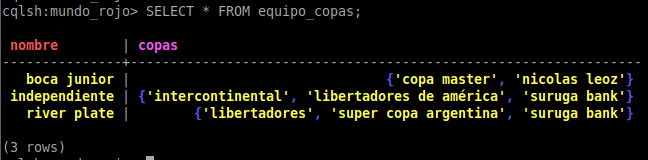 cqlsh:mundo_rojo> SELECT * FROM equipo_copas;
nombre | copas
--------------+--------------------------------------------------------------
boca junior | {'copa master', 'nicolas leoz'}
independiente | {'intercontinental', 'libertadores de américa', 'suruga bank'}
river plate | {'libertadores', 'super copa argentina', 'suruga bank'}
(3 rows)